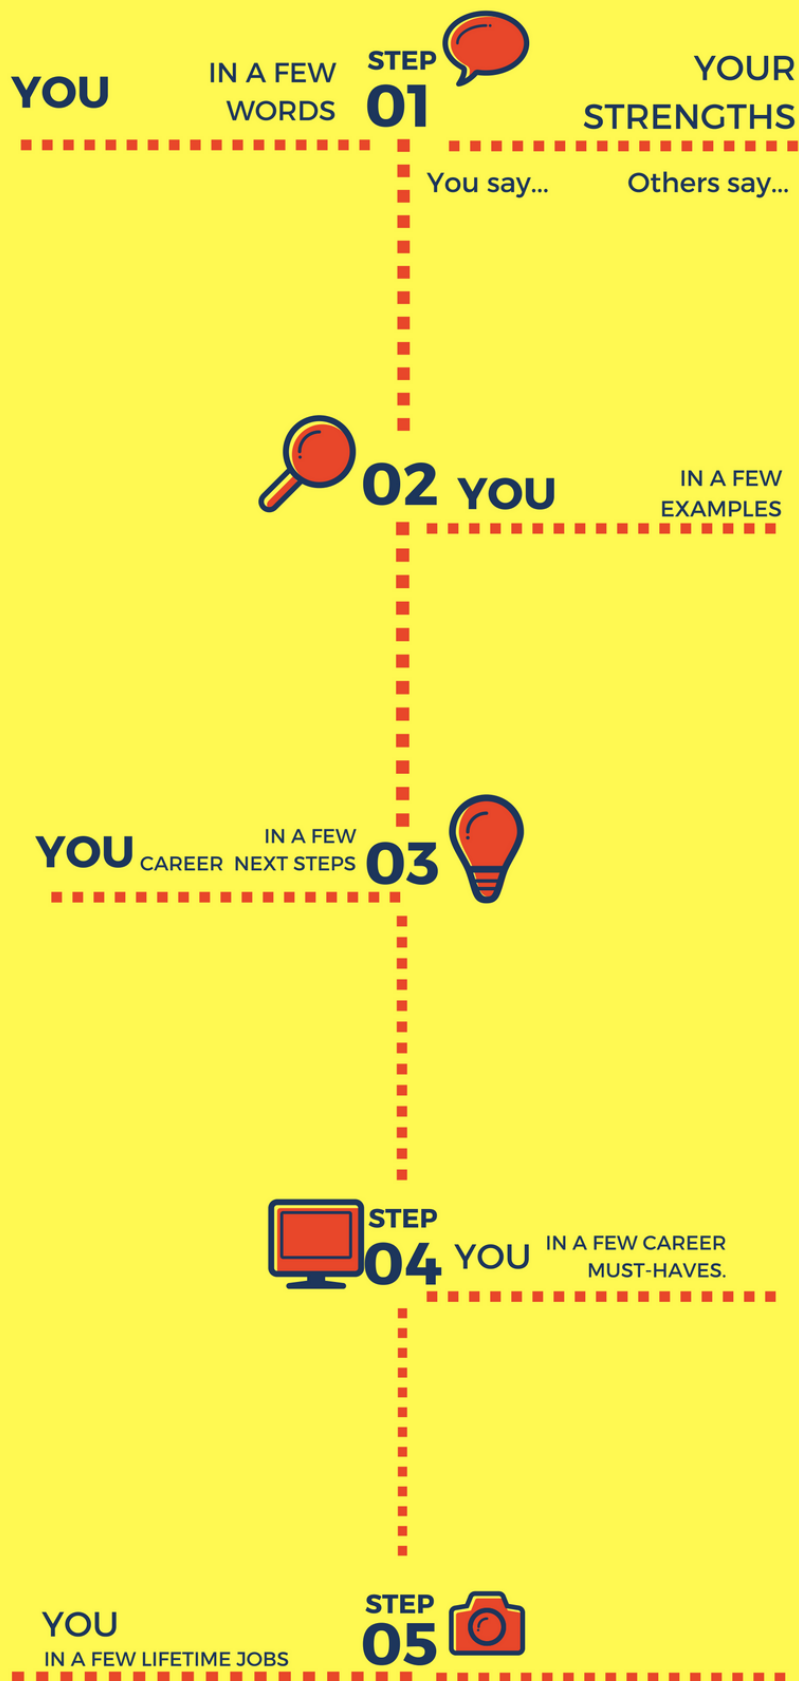 YOU
IN A FEW
WORDS
STEP
01
YOUR
STRENGTHS
You say...
Others say...
02
YOU
IN A FEW
EXAMPLES
YOU
IN A FEW
CAREER NEXT STEPS
03
STEP
04
YOU
IN A FEW CAREER
MUST-HAVES.
YOU
IN A FEW LIFETIME JOBS
STEP
05